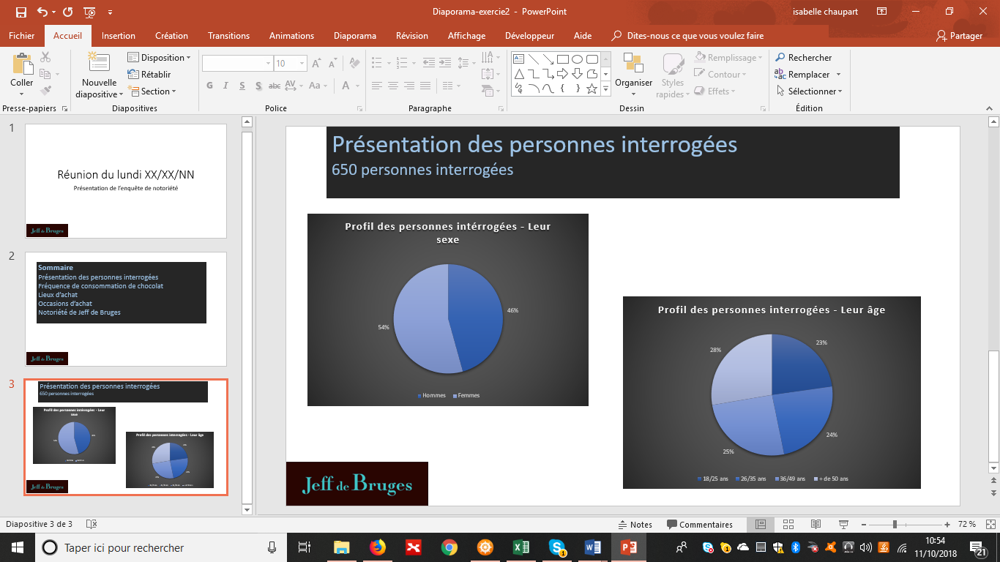 Diaporama-exercie2 - PowerPoint
isabelle chaupart
Fichier
Accueil
Insertion
Création
Transitions
Animations
Diaporama
Révision
Affichage
Développeur
Aide
Dites-nous ce que vous voulez faire
Partager
Coller
Nouvelle
diapositive
Disposition
Rétablir
Section
10
G I S S abc AV Aa A
Organiser
Styles
rapides
Remplissage
Contour
Effets
Rechercher
Remplacer
Sélectionner
Presse-papiers
Diapositives
Police
Paragraphe
Dessin
Édition
1
Réunion du lundi XX/XX/NN
Présentation de l'enquête de notoriété
Jeff de Bruges
2
Sommaire
Présentation des personnes interrogées
Fréquence de consommation de chocolat
Lieux d'achat
Occasions d'achat
Notoriété de Jeff de Bruges
Jeff de Bruges
3
Présentation des personnes interrogées
650 personnes interrogées
Profil des personnes intérrogées - Leur
sexe
Profil des personnes interrogées - Leur âge
Jeff de Bruges
Présentation des personnes interrogées
650 personnes interrogées
Profil des personnes intérrogées - Leur
sexe
46%
54%
Hommes
Femmes
Profil des personnes interrogées - Leur âge
23%
28%
24%
25%
18/25 ans
26/35 ans
36/49 ans
+ de 50 ans
Jeff de Bruges
Diapositive 3 de 3
Notes
Commentaires
72 %
Taper ici pour rechercher
10:54
11/10/2018
21